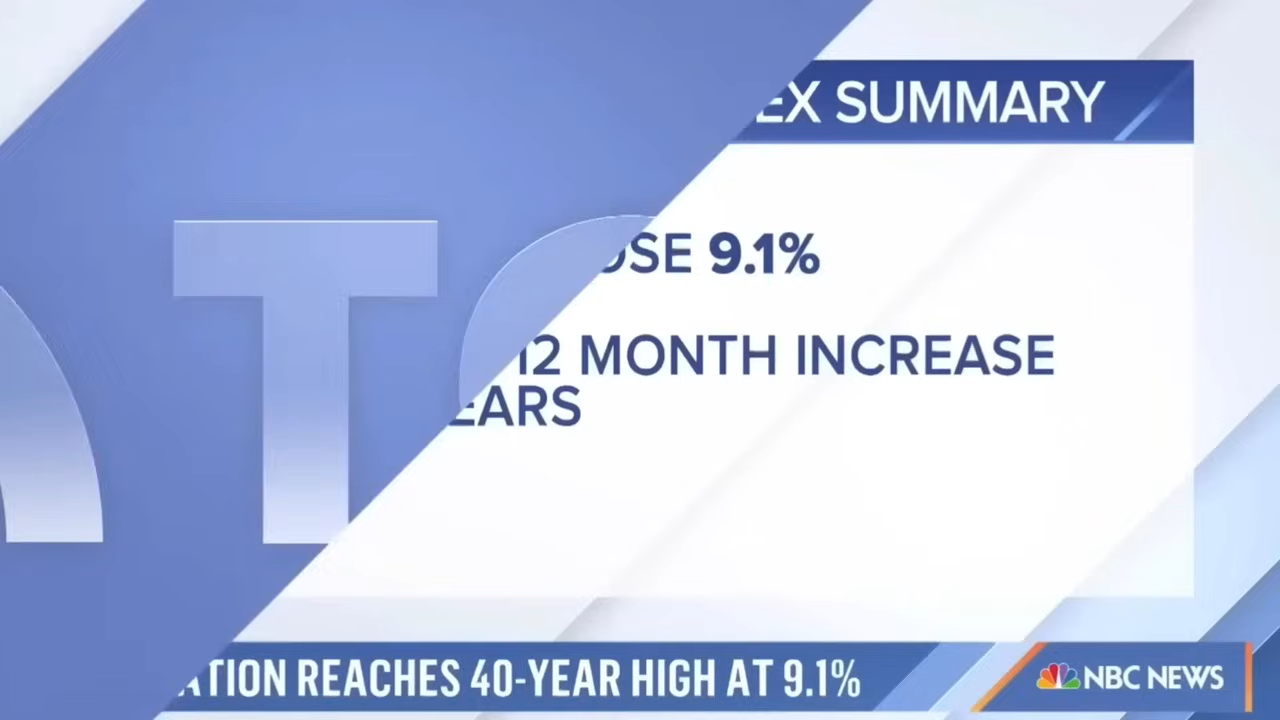 EX SUMMARY
OSE 9.1%
12 MONTH INCREASE
EARS
ATION REACHES 40-YEAR HIGH AT 9.1%
NBC NEWS